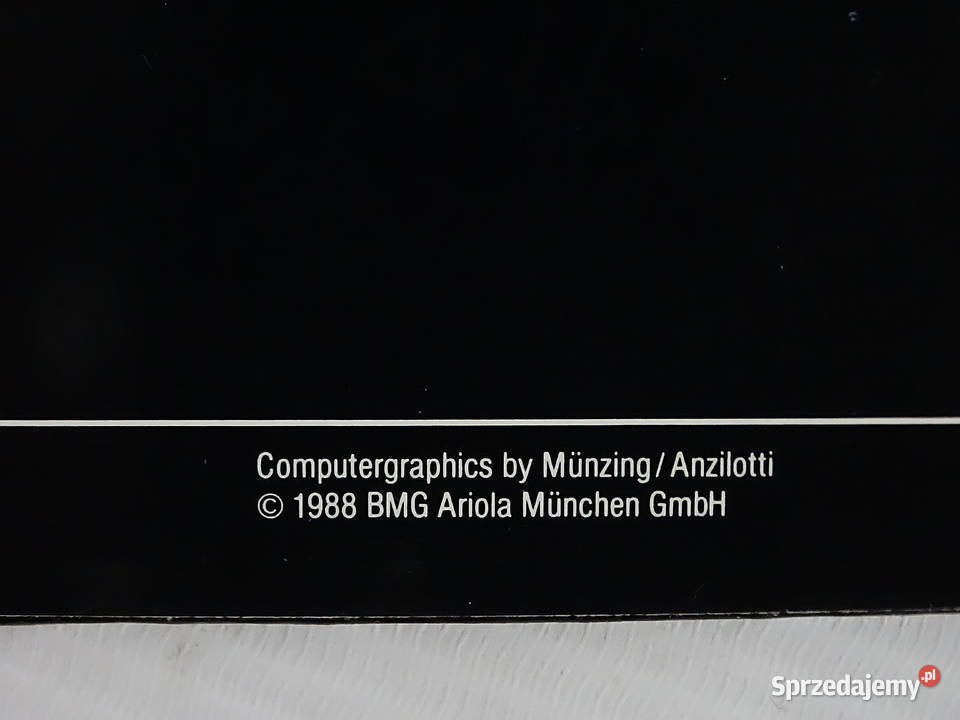 Computergraphics by Münzing/Anzilotti
© 1988 BMG Ariola München GmbH
Sprzedajemy.pl